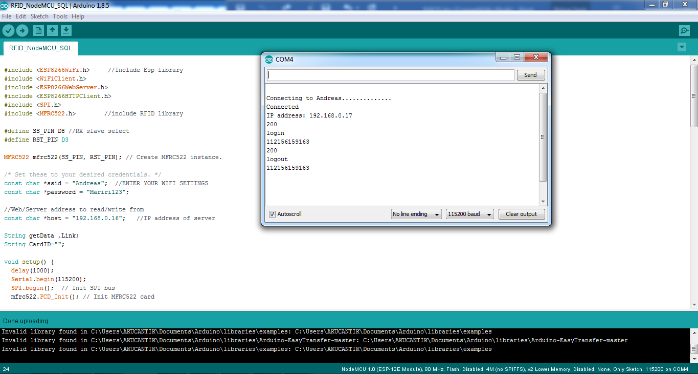 RFID_NodeMCU_SQL | Arduino 1.8.5
File Edit Sketch Tools Help
RFID_NodeMCU_SQL
#include <ESP8266WiFi.h> //include Esp library
#include <WiFiClient.h>
#include <ESP8266WebServer.h>
#include <ESP8266HTTPClient.h>
#include <SPI.h>
#include <MFRC522.h> //include RFID library
#define SS_PIN D8 //RX slave select
#define RST_PIN D3
MFRC522 mfrc522(SS_PIN, RST_PIN); // Create MFRC522 instance.
/* Set these to your desired credentials. */
const char *ssid = "Andreas"; //ENTER YOUR WIFI SETTINGS
const char *password = "Marini123";
//Web/Server address to read/write from
const char *host = "192.168.0.16"; //IP address of server
String getData ,Link;
String CardID="";
void setup() {
delay(1000);
Serial.begin(115200);
SPI.begin(); // Init SPI bus
mfrc522.PCD_Init(); // Init MFRC522 card
COM4
Send
Connecting to Andreas..............
Connected
IP address: 192.168.0.17
200
login
112156159163
200
logout
112156159163
Autoscroll
No line ending
115200 baud
Clear output
Done uploading.
Invalid library found in C:\Users\AKUCANTIK\Documents\Arduino\libraries\examples: C:\Users\AKUCANTIK\Documents\Arduino\libraries\examples
Invalid library found in C:\Users\AKUCANTIK\Documents\Arduino\libraries\Arduino-EasyTransfer-master: C:\Users\AKUCANTIK\Documents\Arduino\libraries\Arduino-EasyTransfer-master
Invalid library found in C:\Users\AKUCANTIK\Documents\Arduino\libraries\examples: C:\Users\AKUCANTIK\Documents\Arduino\libraries\examples
24
NodeMCU 1.0 (ESP-12E Module), 80 MHz, Flash, Disabled, 4M (no SPIFFS), v2 Lower Memory, Disabled, None, Only Sketch, 115200 on COM4